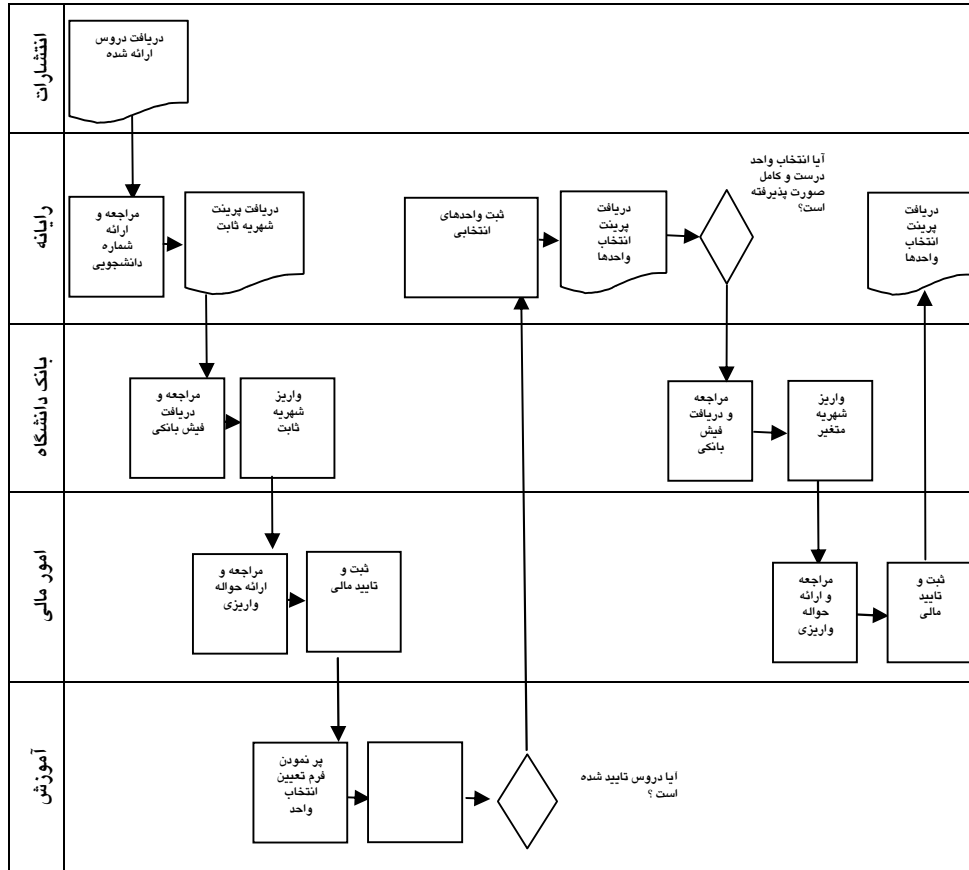 انتشارات
دریافت دروس
ارائه شده
رایانه
مراجعه و
ارائه
شماره
دانشجویی
دریافت پرینت
شهریه ثابت
ثبت واحدهای
انتخابی
دریافت
پرینت
انتخاب
واحدها
آیا انتخاب واحد
درست و کامل
صورت پذیرفته
است؟
دریافت
پرینت
انتخاب
واحدها
بانک دانشگاه
مراجعه و
دریافت
فیش بانکی
واریز
شهریه
ثابت
مراجعه
و دریافت
فیش
بانکی
واریز
شهریه
متغیر
امور مالی
مراجعه و
ارائه حواله
واریزی
ثبت و
تایید مالی
مراجعه
و ارائه
حواله
واریزی
ثبت و
تایید
مالی
آموزش
پر نمودن
فرم تعیین
انتخاب
واحد
آیا دروس تایید شده
است ؟